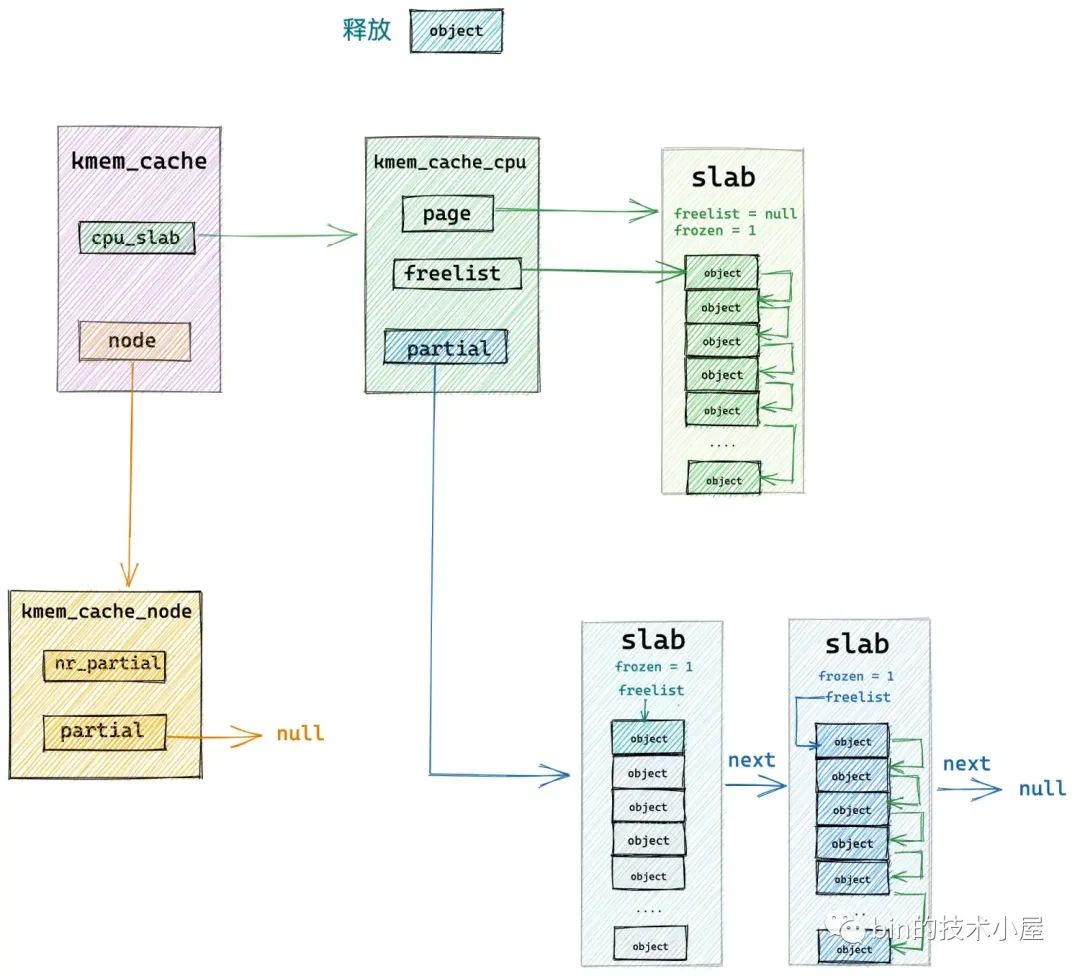 释放 object
kmem_cache
cpu_slab
node
kmem_cache_cpu
page
freelist
partial
slab
freelist = null
frozen = 1
object
object
object
object
object
....
object
kmem_cache_node
nr_partial
partial
null
slab
frozen = 1
freelist
object
object
object
object
object
....
object
next
slab
frozen = 1
freelist
object
object
object
object
object
...
object
next
null
bin的技术小屋